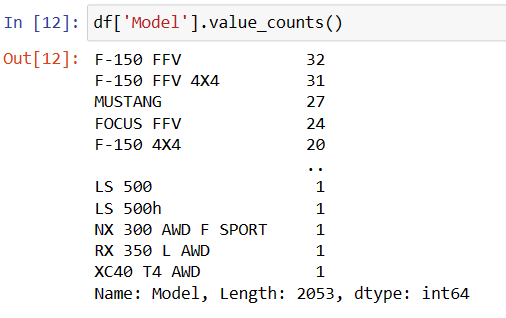 In [12]: df['Model'].value_counts()
Out[12]: F-150 FFV 32
F-150 FFV 4X4 31
MUSTANG 27
FOCUS FFV 24
F-150 4X4 20
..
LS 500 1
LS 500h 1
NX 300 AWD F SPORT 1
RX 350 L AWD 1
XC40 T4 AWD 1
Name: Model, Length: 2053, dtype: int64